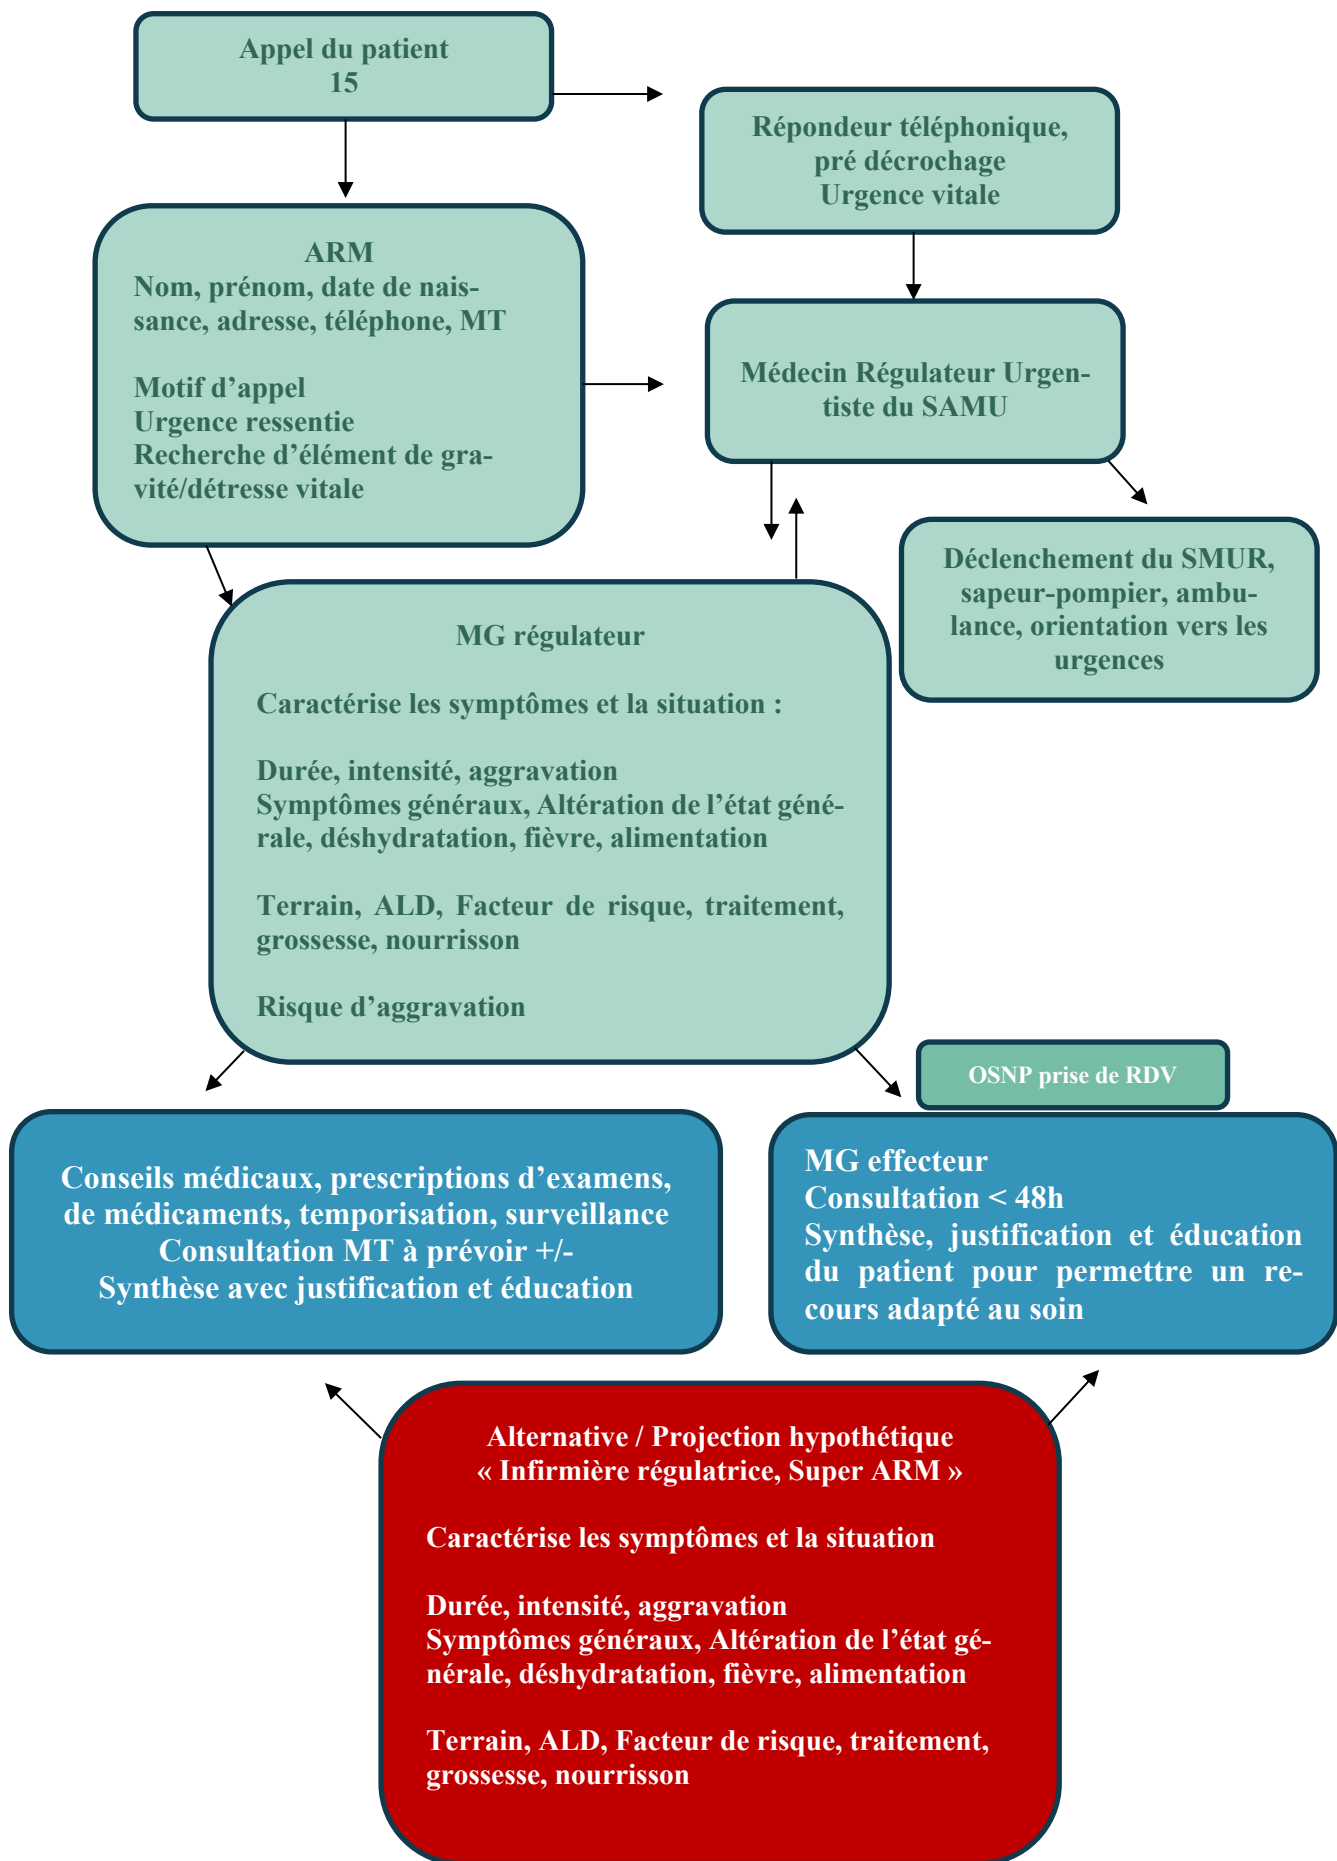 Appel du patient
15
Répondeur téléphonique,
pré décrochage
Urgence vitale
ARM
Nom, prénom, date de nais-
sance, adresse, téléphone, MT
Motif d’appel
Urgence ressentie
Recherche d’élément de gra-
vité/détresse vitale
Médecin Régulateur Urgen-
tiste du SAMU
Déclenchement du SMUR,
sapeur-pompier, ambu-
lance, orientation vers les
urgences
MG régulateur
Caractérise les symptômes et la situation :
Durée, intensité, aggravation
Symptômes généraux, Altération de l’état géné-
rale, déshydratation, fièvre, alimentation
Terrain, ALD, Facteur de risque, traitement,
grossesse, nourrisson
Risque d’aggravation
OSNP prise de RDV
Conseils médicaux, prescriptions d’examens,
de médicaments, temporisation, surveillance
Consultation MT à prévoir +/-
Synthèse avec justification et éducation
MG effecteur
Consultation < 48h
Synthèse, justification et éducation
du patient pour permettre un re-
cours adapté au soin
Alternative / Projection hypothétique
« Infirmière régulatrice, Super ARM »
Caractérise les symptômes et la situation
Durée, intensité, aggravation
Symptômes généraux, Altération de l’état gé-
nérale, déshydratation, fièvre, alimentation
Terrain, ALD, Facteur de risque, traitement,
grossesse, nourrisson